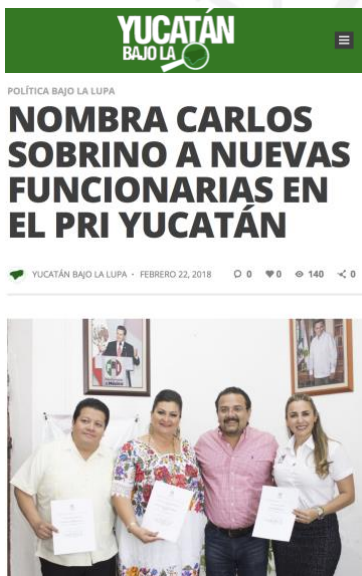 YUCATÁN
BAJO LA
POLÍTICA BAJO LA LUPA
NOMBRA CARLOS
SOBRINO A NUEVAS
FUNCIONARIAS EN
EL PRI YUCATÁN
YUCATÁN BAJO LA LUPA • FEBRERO 22, 2018 0 0 140 0
PRI